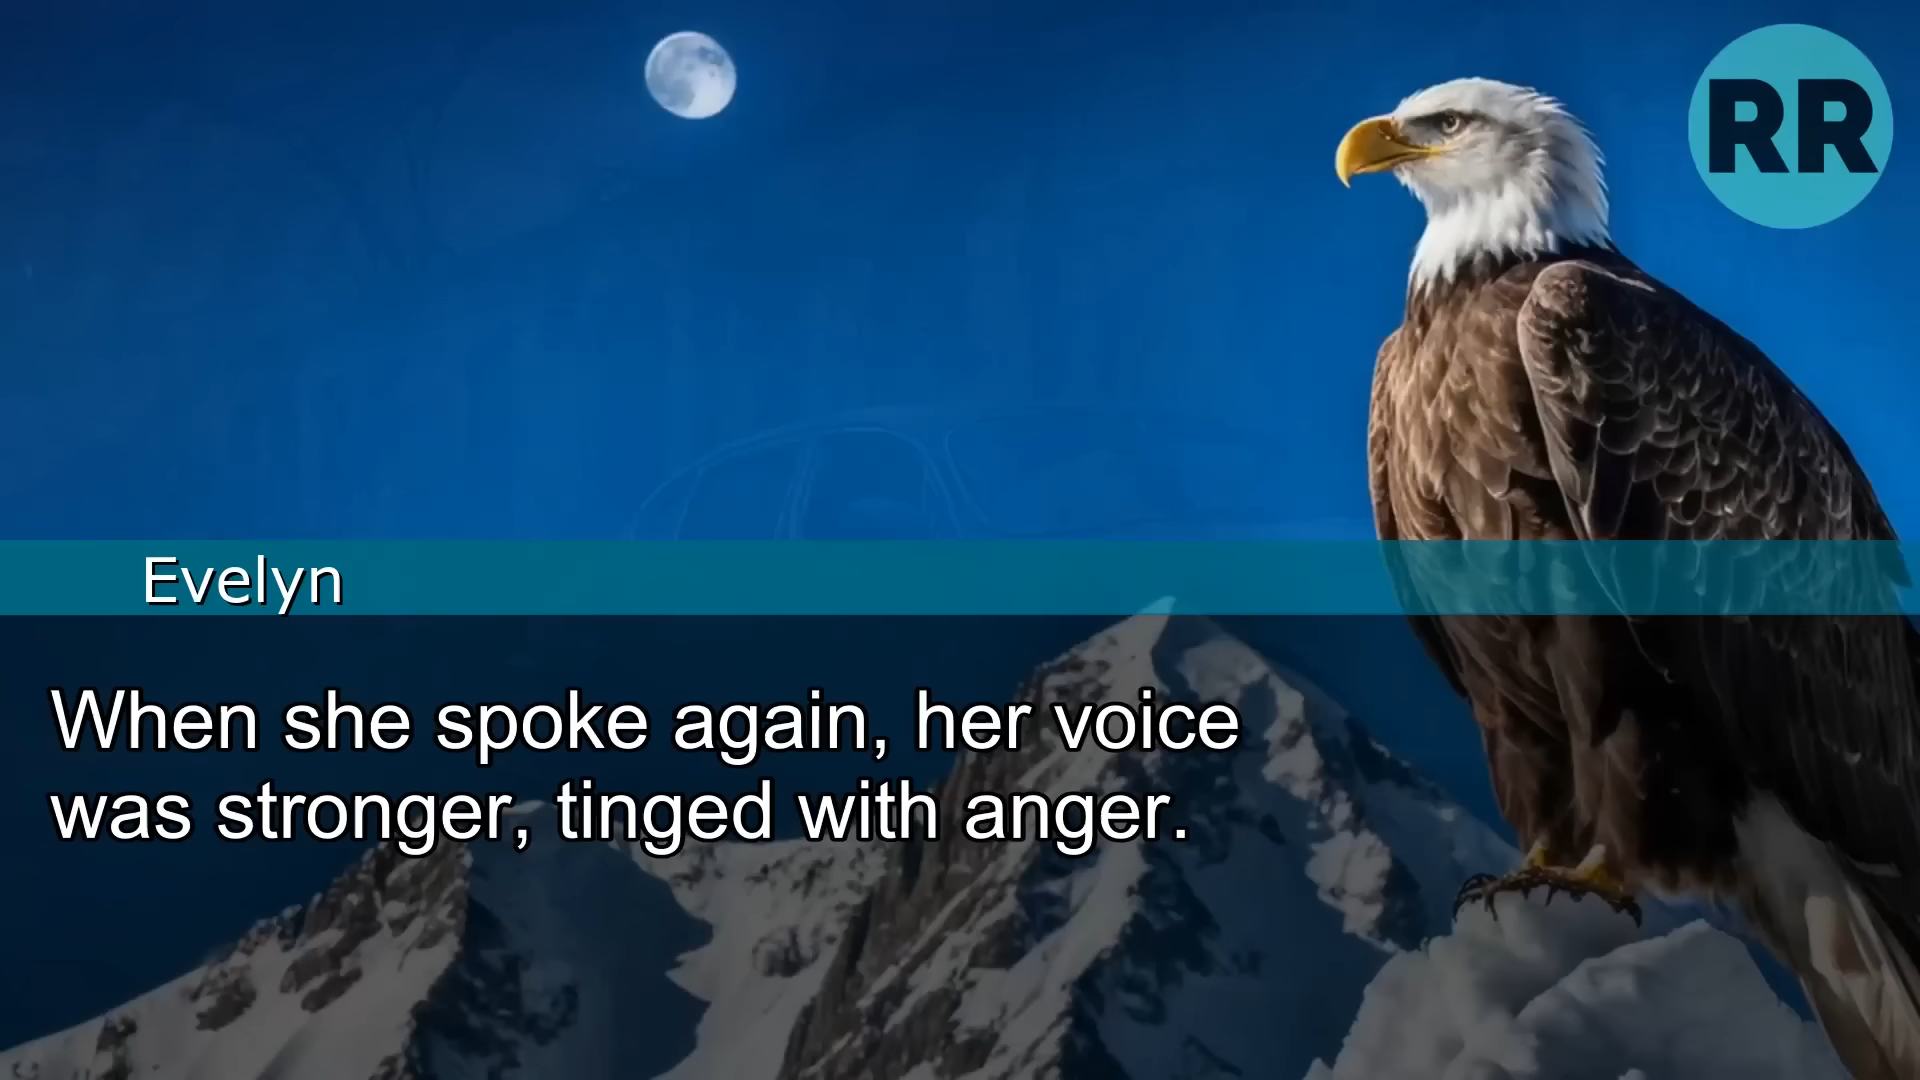 RR
Evelyn
When she spoke again, her voice
was stronger, tinged with anger.